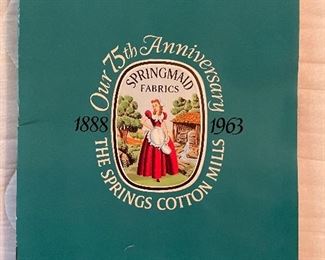 Our 75th Anniversary
SPRINGMAID
FABRICS
1888 1963
THE SPRINGS COTTON MILLS